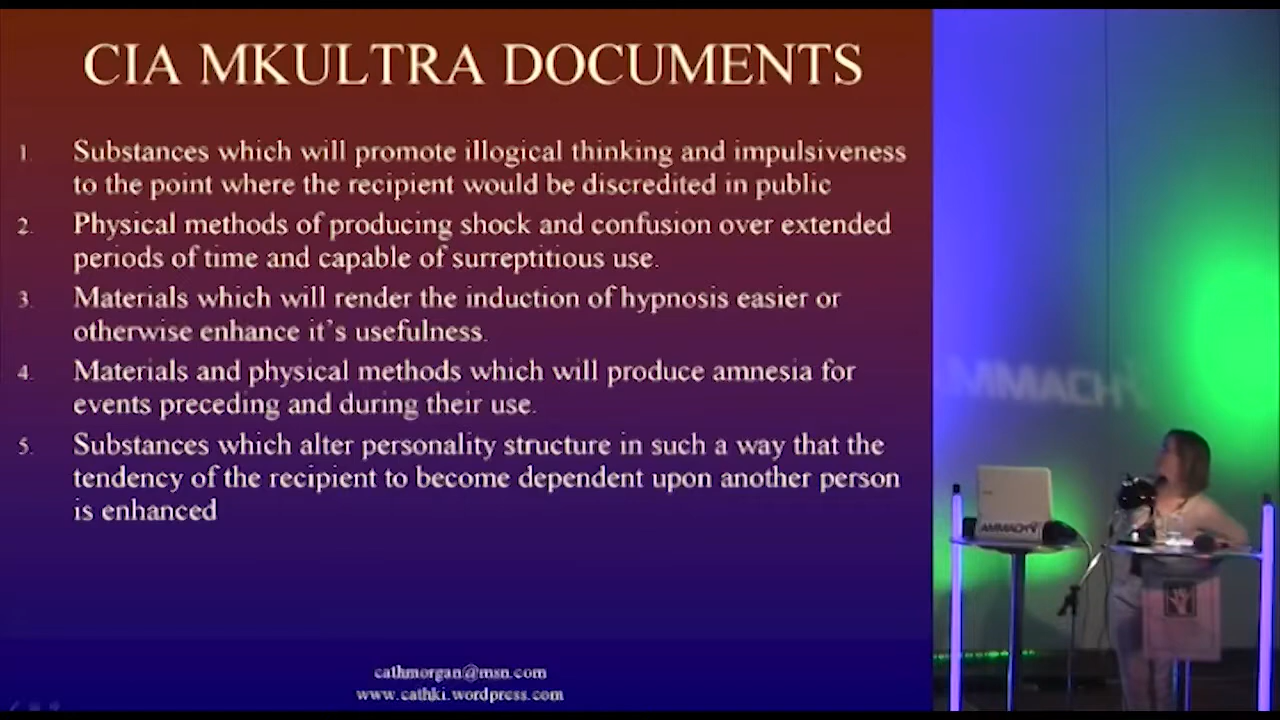 CIA MKULTRA DOCUMENTS
1. Substances which will promote illogical thinking and impulsiveness
to the point where the recipient would be discredited in public
2. Physical methods of producing shock and confusion over extended
periods of time and capable of surreptitious use.
3. Materials which will render the induction of hypnosis easier or
otherwise enhance it's usefulness.
4. Materials and physical methods which will produce amnesia for
events preceding and during their use.
5. Substances which alter personality structure in such a way that the
tendency of the recipient to become dependent upon another person
is enhanced
cathmorgan@msn.com
www.cathki.wordpress.com
AMMACH
AMMACH